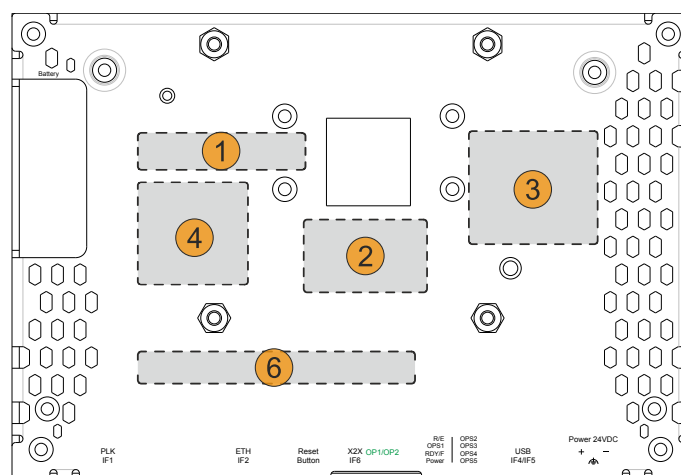 Battery
1
3
4
2
6
PLK
IF1
ETH
IF2
Reset
Button
X2X OP1/OP2
IF6
R/E OPS2
OPS1 OPS3
RDY/F OPS4
Power OPS5
USB
IF4/IF5
Power 24VDC
+ −